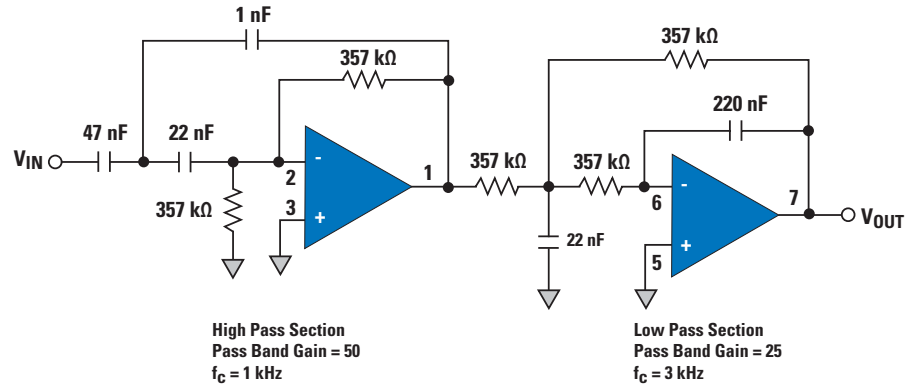 1 nF
357 kΩ
357 kΩ
47 nF
22 nF
220 nF
VIN
-
2
1
357 kΩ
357 kΩ
-
6
7
VOUT
357 kΩ
3
+
22 nF
+
5
High Pass Section
Pass Band Gain = 50
fc = 1 kHz
Low Pass Section
Pass Band Gain = 25
fc = 3 kHz